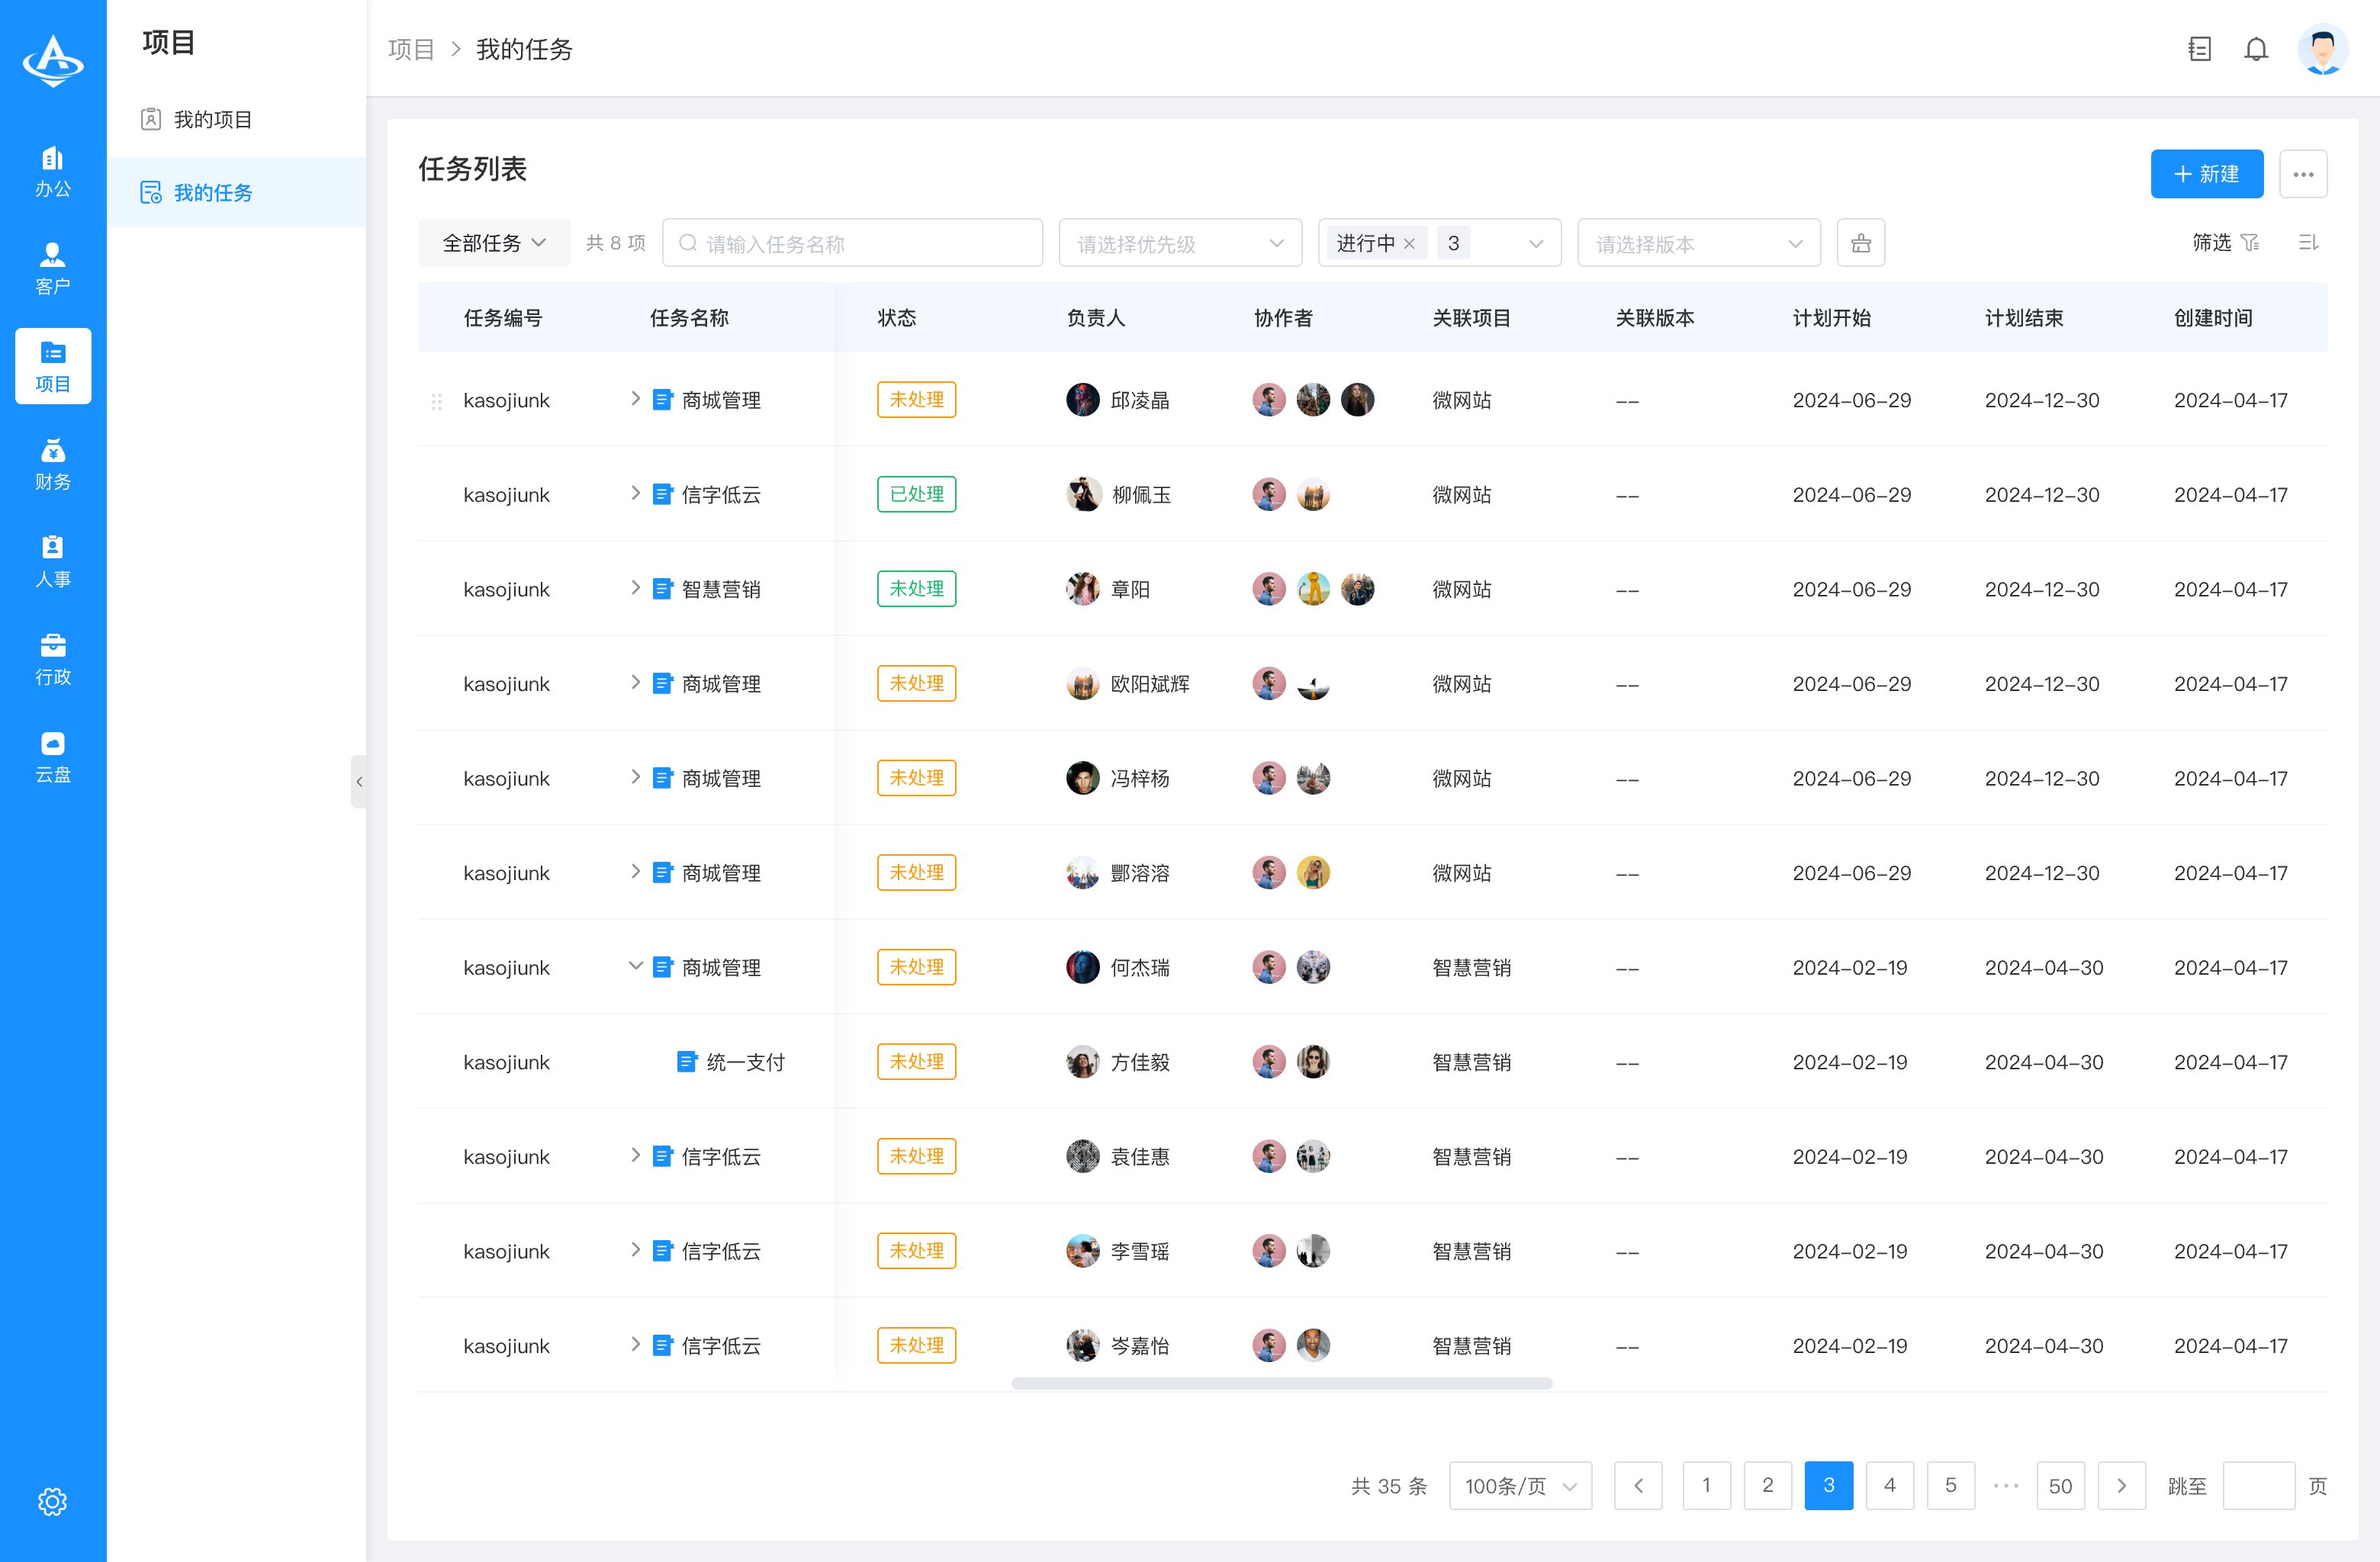 办公
客户
项目
财务
人事
行政
云盘
项目
我的项目
我的任务
项目 > 我的任务
任务列表
新建
全部任务 共 8 项 请输入任务名称 请选择优先级 进行中 3 请选择版本 筛选
任务编号 任务名称 状态 负责人 协作者 关联项目 关联版本 计划开始 计划结束 创建时间
kasojiunk 商城管理 未处理 邱凌晶 微网站 -- 2024-06-29 2024-12-30 2024-04-17
kasojiunk 信字低云 已处理 柳佩玉 微网站 -- 2024-06-29 2024-12-30 2024-04-17
kasojiunk 智慧营销 未处理 章阳 微网站 -- 2024-06-29 2024-12-30 2024-04-17
kasojiunk 商城管理 未处理 欧阳斌辉 微网站 -- 2024-06-29 2024-12-30 2024-04-17
kasojiunk 商城管理 未处理 冯梓杨 微网站 -- 2024-06-29 2024-12-30 2024-04-17
kasojiunk 商城管理 未处理 酆溶溶 微网站 -- 2024-06-29 2024-12-30 2024-04-17
kasojiunk 商城管理 未处理 何杰瑞 智慧营销 -- 2024-02-19 2024-04-30 2024-04-17
kasojiunk 统一支付 未处理 方佳毅 智慧营销 -- 2024-02-19 2024-04-30 2024-04-17
kasojiunk 信字低云 未处理 袁佳惠 智慧营销 -- 2024-02-19 2024-04-30 2024-04-17
kasojiunk 信字低云 未处理 李雪瑶 智慧营销 -- 2024-02-19 2024-04-30 2024-04-17
kasojiunk 信字低云 未处理 岑嘉怡 智慧营销 -- 2024-02-19 2024-04-30 2024-04-17
共 35 条 100条/页 1 2 3 4 5 ··· 50 跳至 页